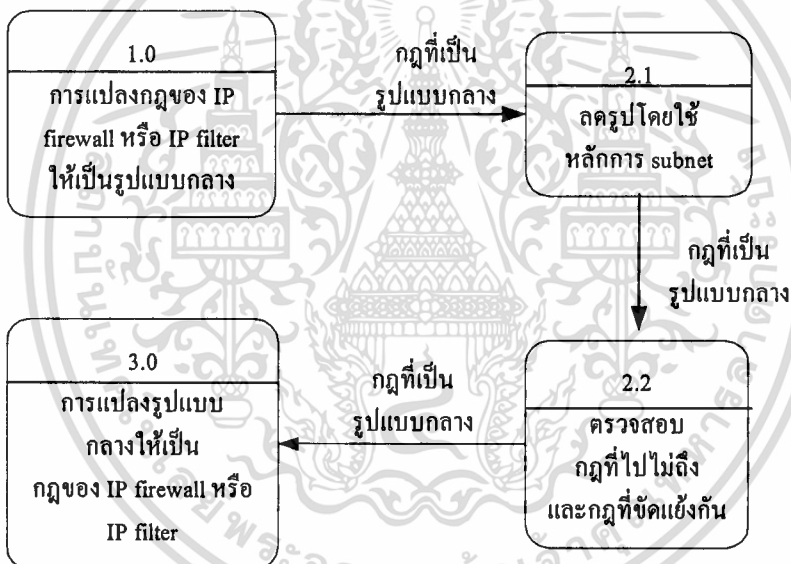 1.0
การแปลงกฎของ IP
firewall หรือ IP filter
ให้เป็นรูปแบบกลาง
กฎที่เป็น
รูปแบบกลาง
2.1
ลดรูปโดยใช้
หลักการ subnet
กฎที่เป็น
รูปแบบกลาง
2.2
ตรวจสอบ
กฎที่ไปไม่ถึง
และกฎที่ขัดแย้งกัน
กฎที่เป็น
รูปแบบกลาง
3.0
การแปลงรูปแบบ
กลางให้เป็น
กฎของ IP firewall หรือ
IP filter